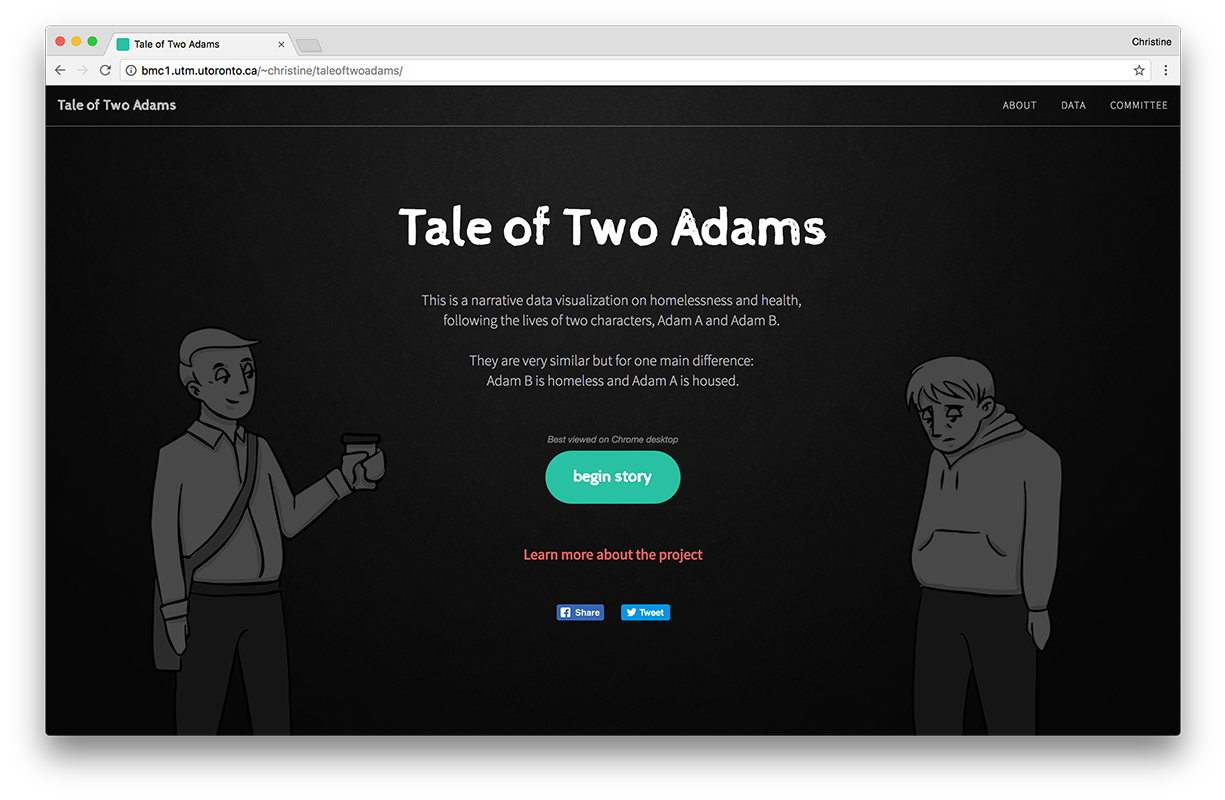 Tale of Two Adams
Christine
bmc1.utm.utoronto.ca/~christine/taleoftwoadams/
Tale of Two Adams
ABOUT DATA COMMITTEE
Tale of Two Adams
This is a narrative data visualization on homelessness and health,
following the lives of two characters, Adam A and Adam B.
They are very similar but for one main difference:
Adam B is homeless and Adam A is housed.
Best viewed on Chrome desktop
begin story
Learn more about the project
Share Tweet